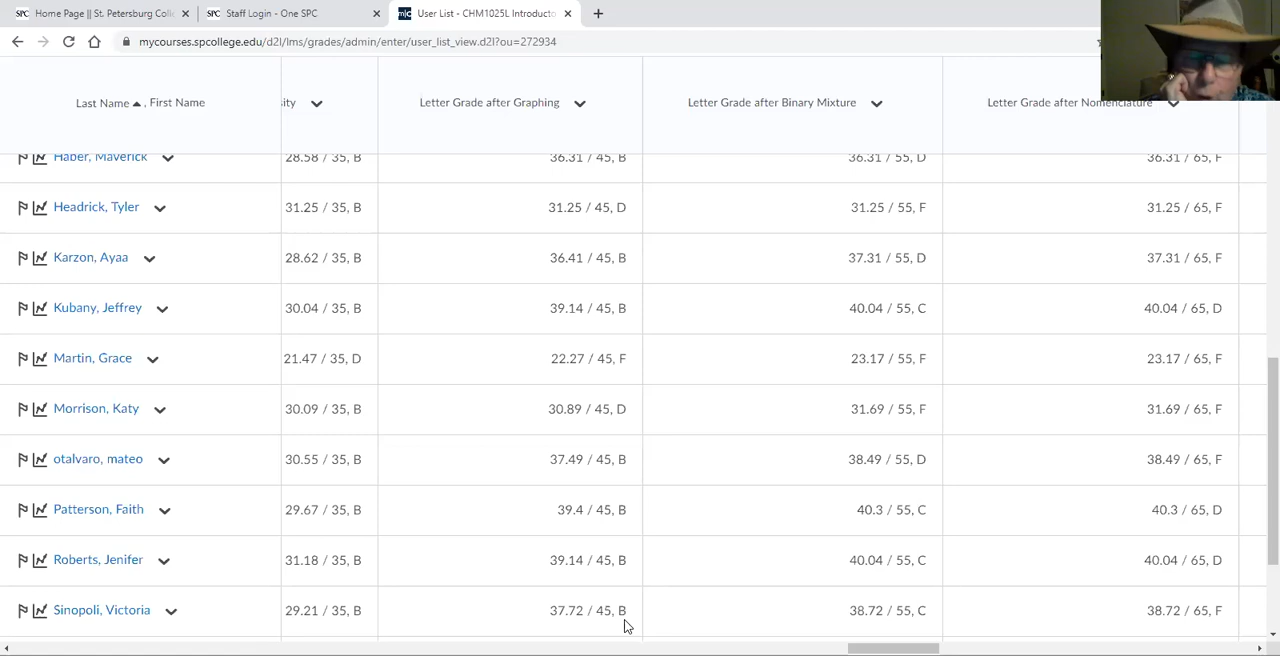 SPC Home Page || St. Petersburg Colle
SPC Staff Login - One SPC
User List - CHM1025L Introducto
mycourses.spcollege.edu/d2l/lms/grades/admin/enter/user_list_view.d2l?ou=272934
Last Name , First Name sity Letter Grade after Graphing Letter Grade after Binary Mixture Letter Grade after Nomenclature
Haber, Maverick 28.58 / 35, B 36.31 / 45, B 36.31 / 55, D 36.31 / 65, F
Headrick, Tyler 31.25 / 35, B 31.25 / 45, D 31.25 / 55, F 31.25 / 65, F
Karzon, Ayaa 28.62 / 35, B 36.41 / 45, B 37.31 / 55, D 37.31 / 65, F
Kubany, Jeffrey 30.04 / 35, B 39.14 / 45, B 40.04 / 55, C 40.04 / 65, D
Martin, Grace 21.47 / 35, D 22.27 / 45, F 23.17 / 55, F 23.17 / 65, F
Morrison, Katy 30.09 / 35, B 30.89 / 45, D 31.69 / 55, F 31.69 / 65, F
otalvaro, mateo 30.55 / 35, B 37.49 / 45, B 38.49 / 55, D 38.49 / 65, F
Patterson, Faith 29.67 / 35, B 39.4 / 45, B 40.3 / 55, C 40.3 / 65, D
Roberts, Jenifer 31.18 / 35, B 39.14 / 45, B 40.04 / 55, C 40.04 / 65, D
Sinopoli, Victoria 29.21 / 35, B 37.72 / 45, B 38.72 / 55, C 38.72 / 65, F